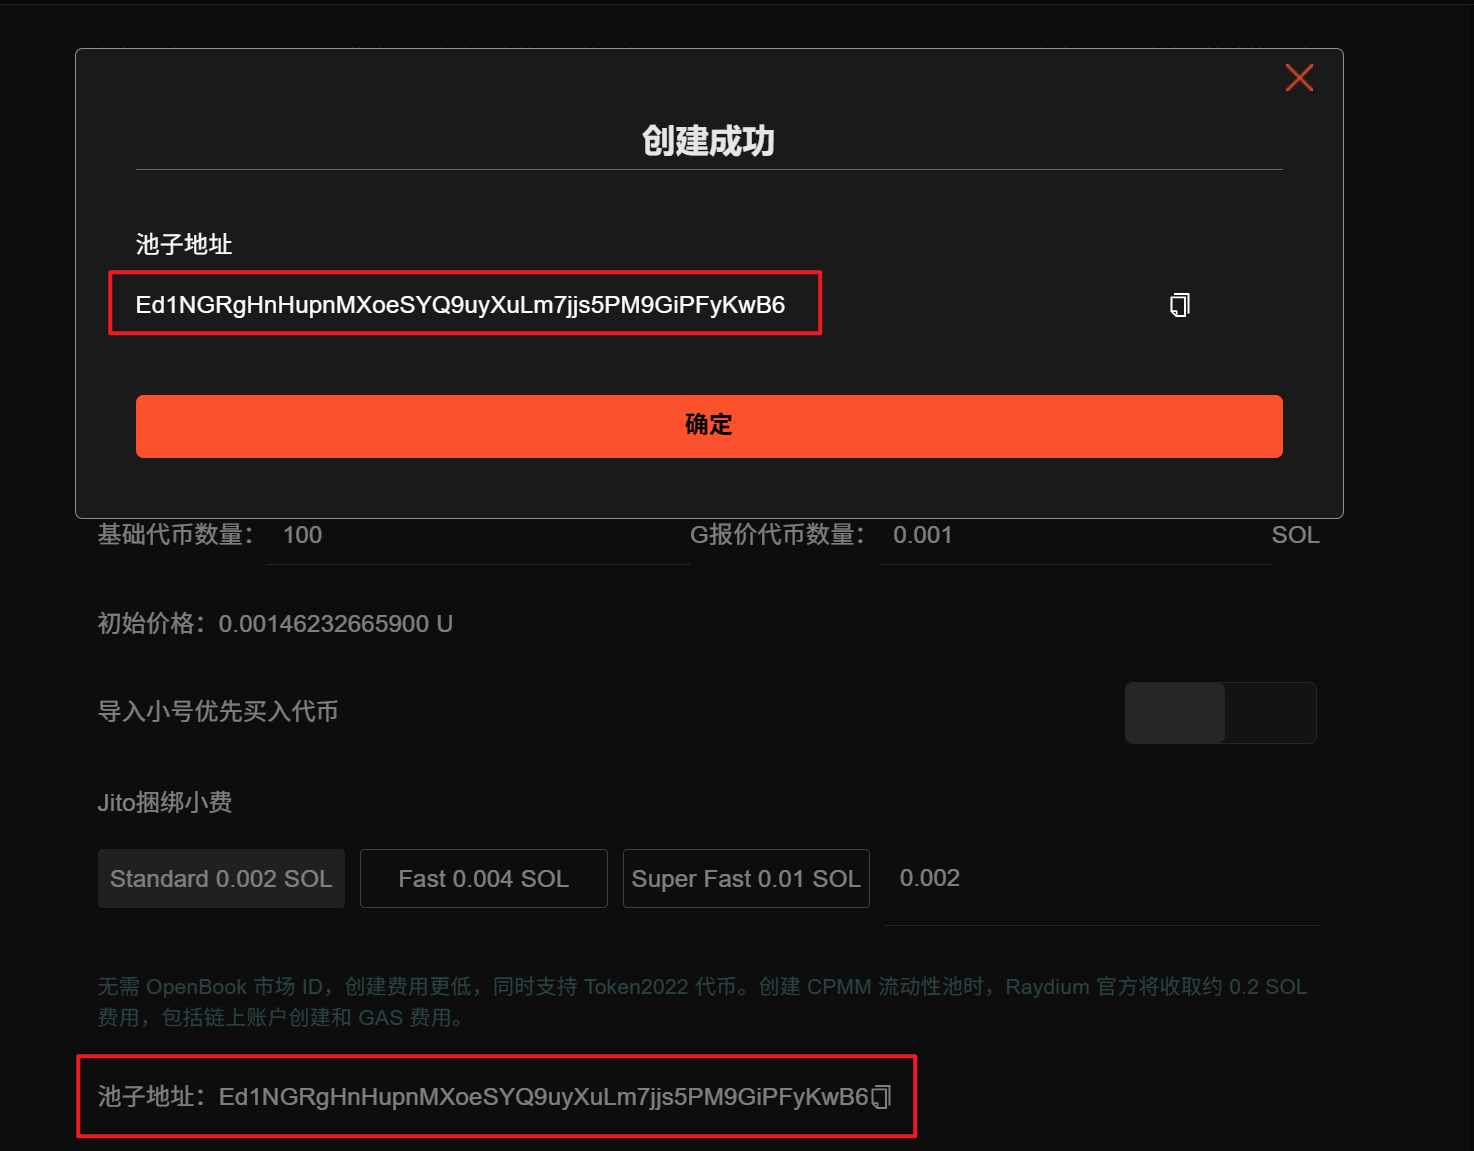 创建成功
池子地址
Ed1NGRgHnHupnMXoeSYQ9uyXuLm7jjs5PM9GiPFyKwB6
确定
基础代币数量： 100 G报价代币数量： 0.001 SOL
初始价格：0.00146232665900 U
导入小号优先买入代币
Jito捆绑小费
Standard 0.002 SOL Fast 0.004 SOL Super Fast 0.01 SOL 0.002
无需 OpenBook 市场 ID，创建费用更低，同时支持 Token2022 代币。创建 CPMM 流动性池时，Raydium 官方将收取约 0.2 SOL
费用，包括链上账户创建和 GAS 费用。
池子地址：Ed1NGRgHnHupnMXoeSYQ9uyXuLm7jjs5PM9GiPFyKwB6